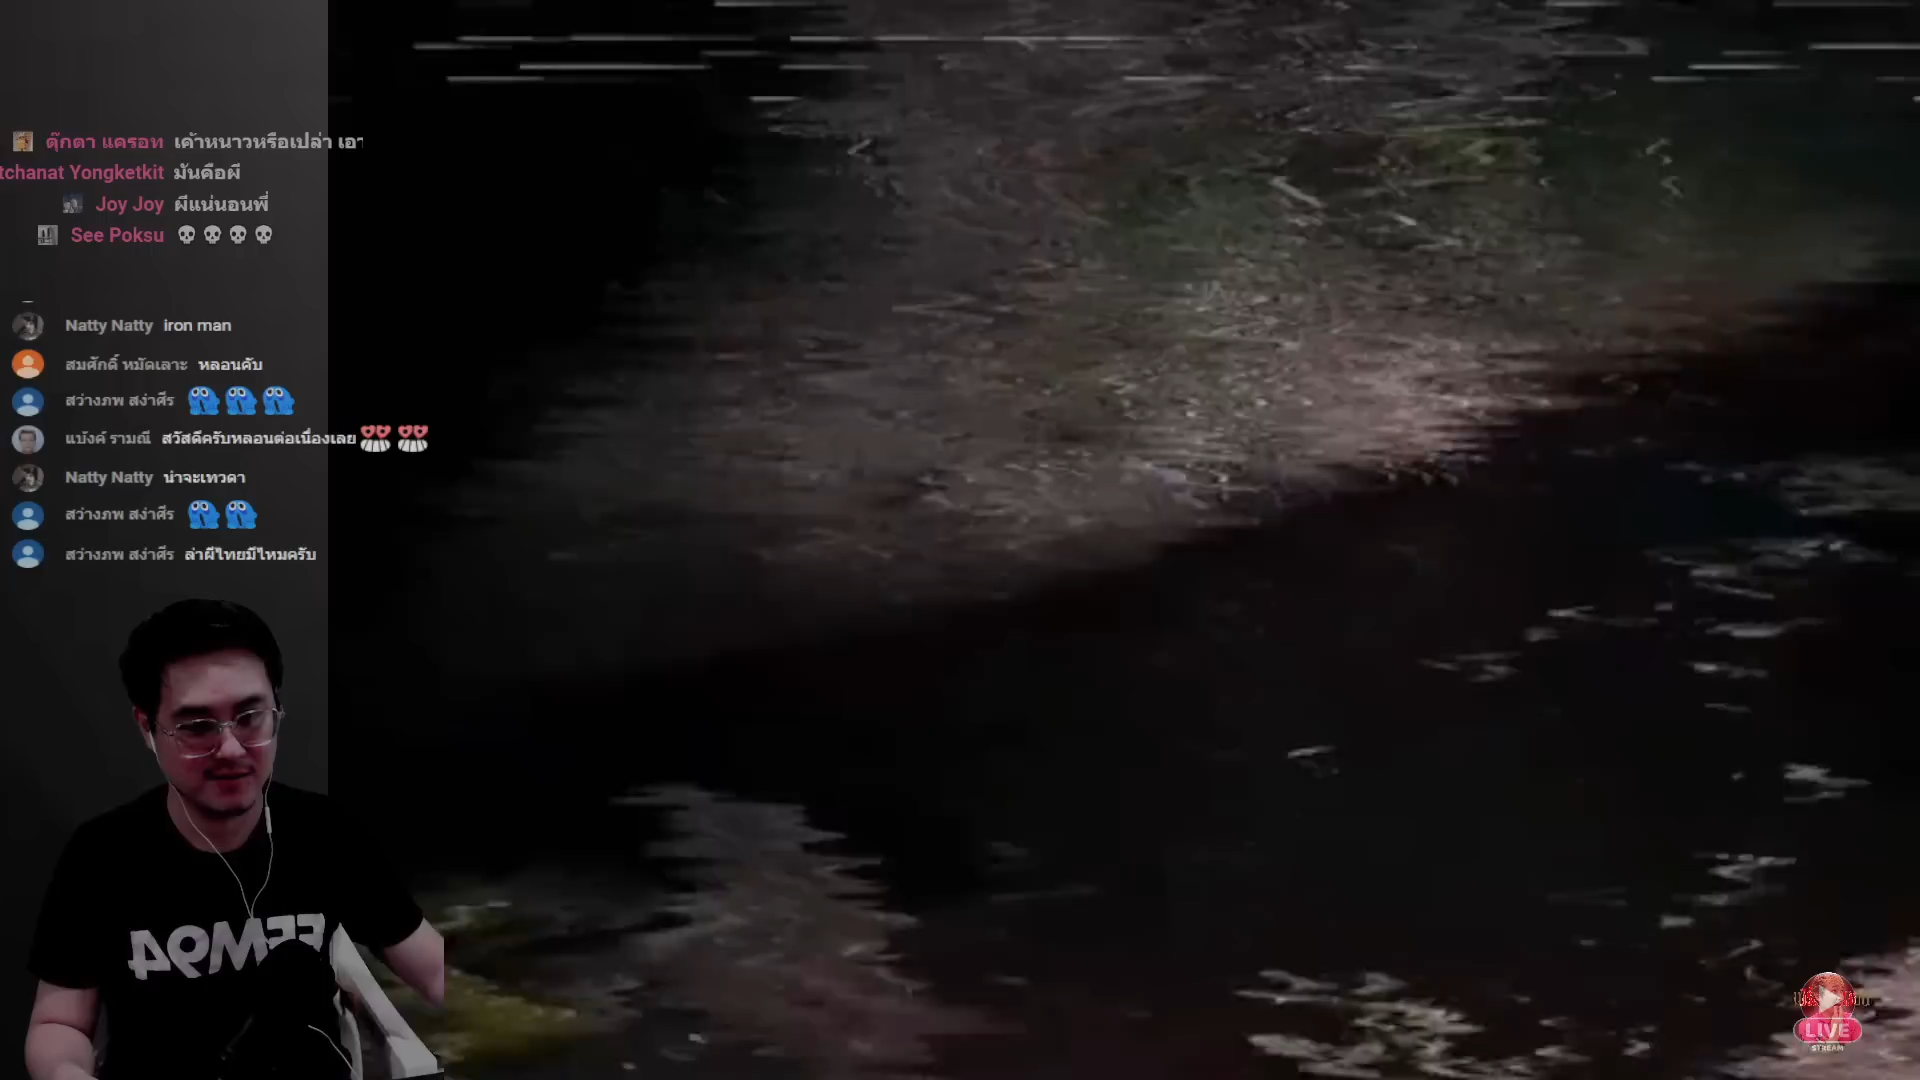 ตุ๊กตา แครอท เค้าหนาวหรือเปล่า
tchanat Yongketkit มันคือผี
Joy Joy ผีแน่นอนพี่
See Poksu 💀💀💀💀
Natty Natty iron man
สมศักดิ์ หมัดเลาะ หลอนคับ
สว่างภพ สง่าศีร
แบ้งค์ รามณี สวัสดีครับหลอนต่อเนื่องเลย
Natty Natty น่าจะเทวดา
สว่างภพ สง่าศีร
สว่างภพ สง่าศีร ล่าผีไทยมีไหมครับ
EFM94
LIVE
STREAM